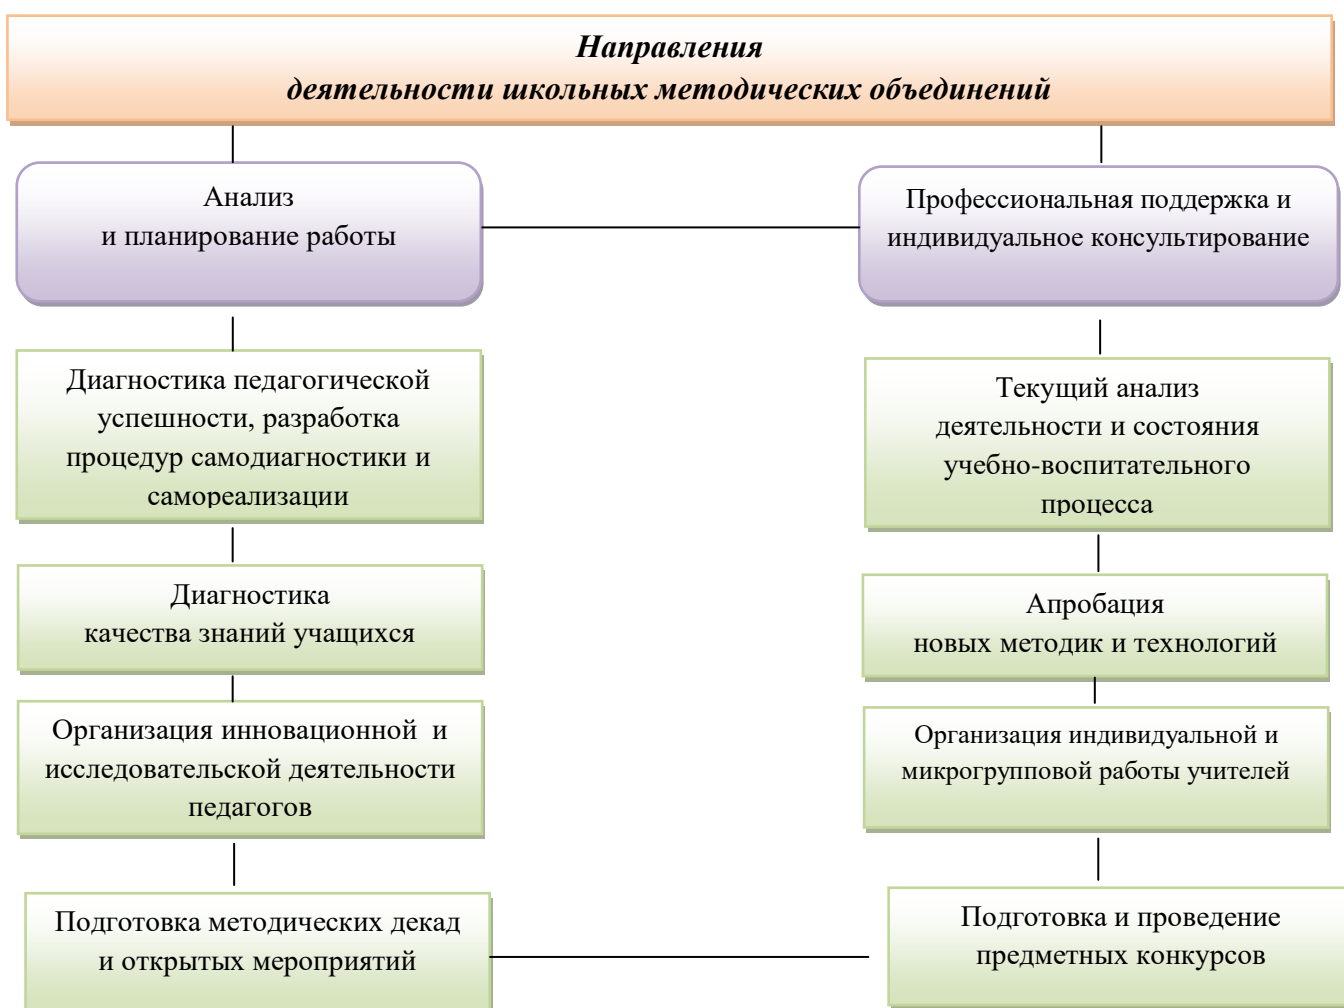 Направления
деятельности школьных методических объединений
Анализ
и планирование работы
Профессиональная поддержка и
индивидуальное консультирование
Диагностика педагогической
успешности, разработка
процедур самодиагностики и
самореализации
Текущий анализ
деятельности и состояния
учебно-воспитательного
процесса
Диагностика
качества знаний учащихся
Апробация
новых методик и технологий
Организация инновационной и
исследовательской деятельности
педагогов
Организация индивидуальной и
микрогрупповой работы учителей
Подготовка методических декад
и открытых мероприятий
Подготовка и проведение
предметных конкурсов